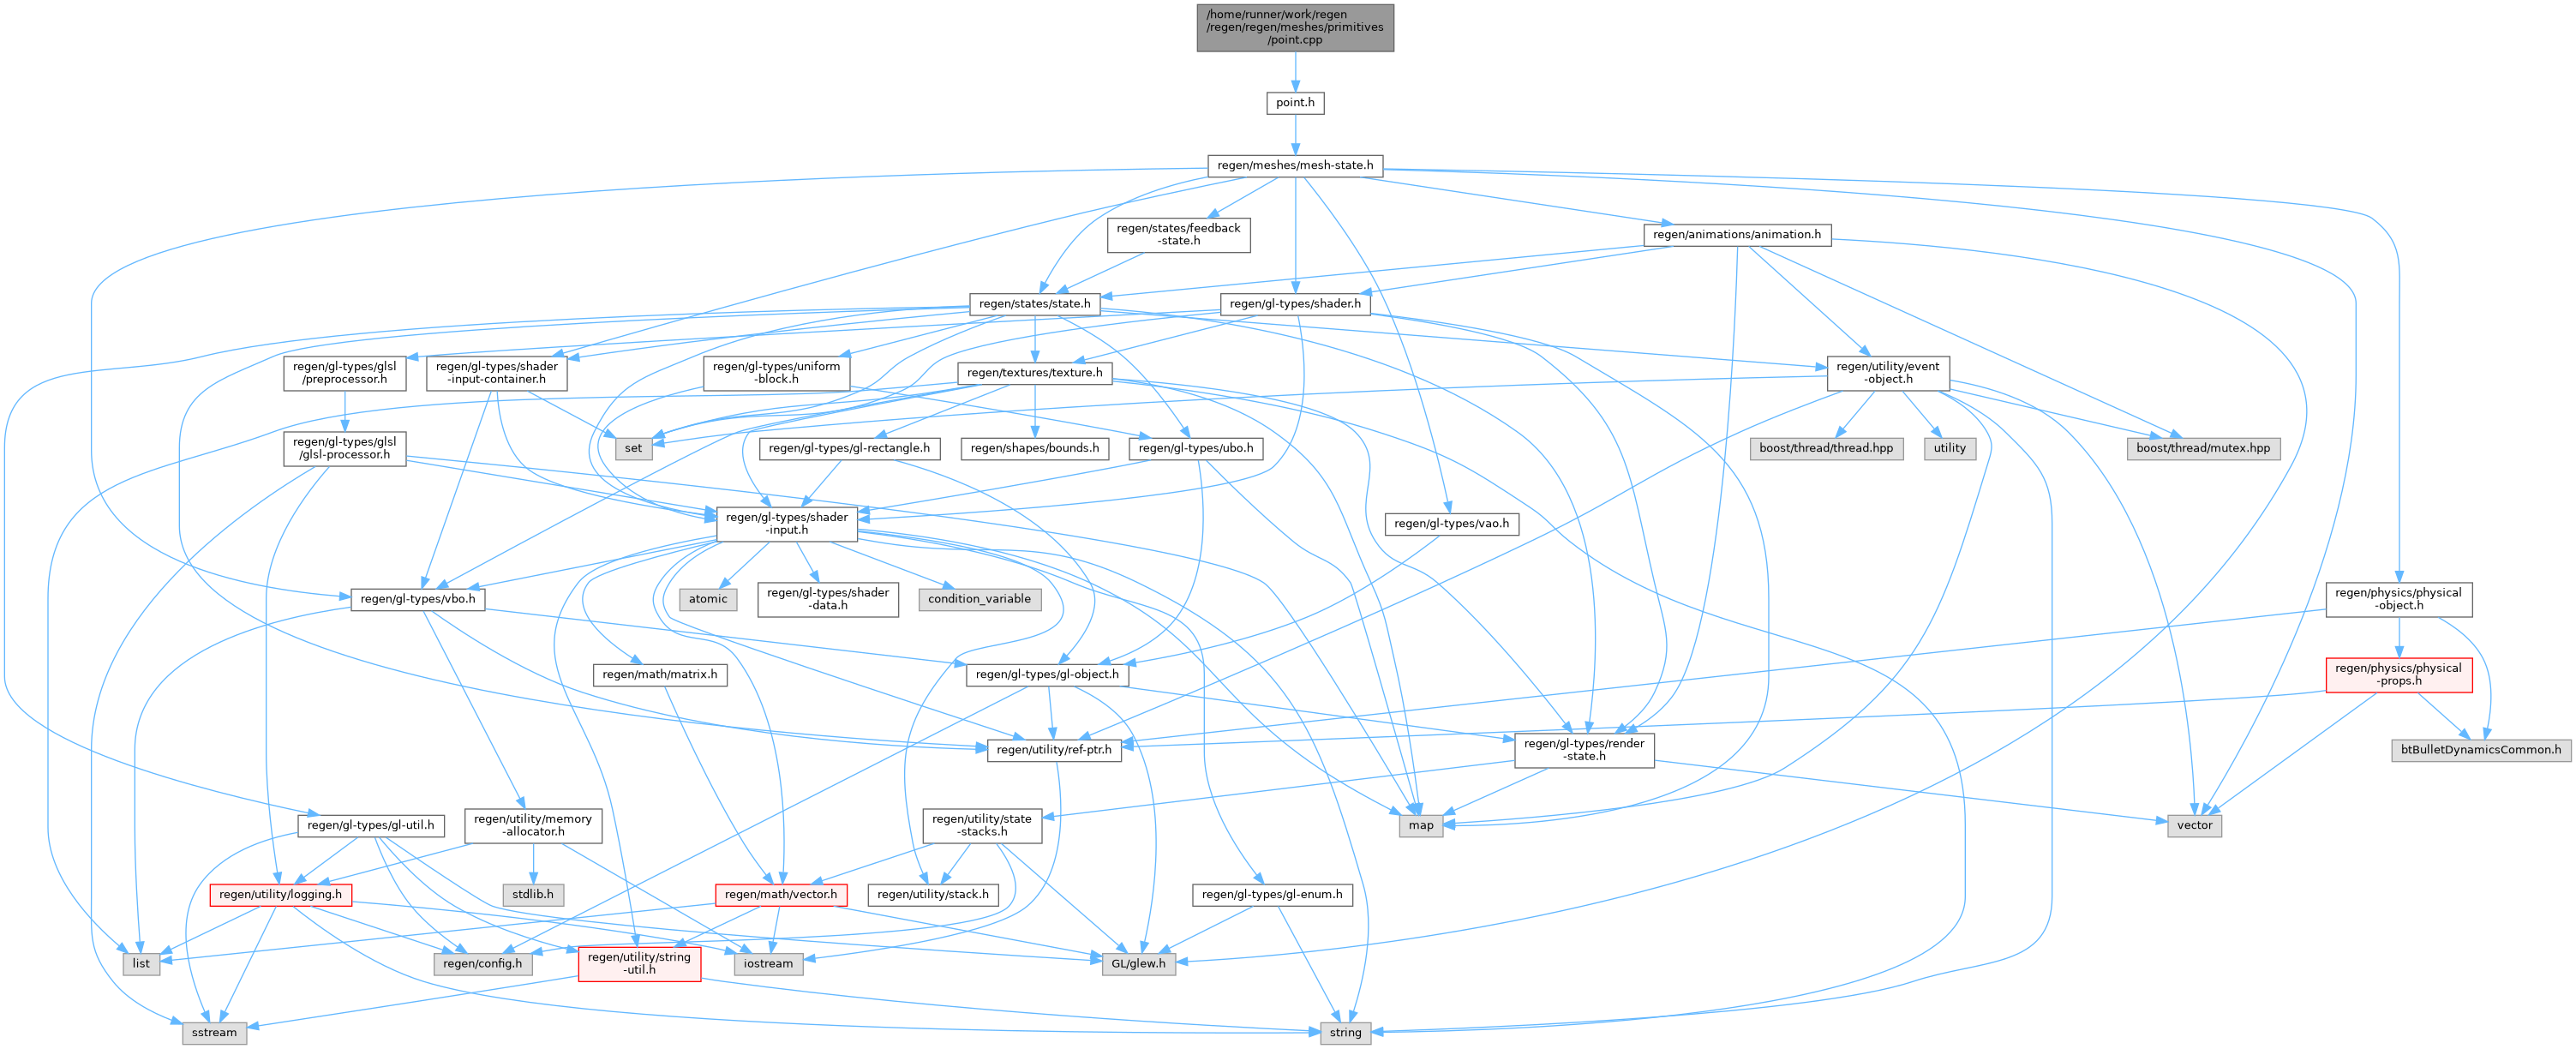 /home/runner/work/regen
/regen/regen/meshes/primitives
/point.cpp
point.h
regen/meshes/mesh-state.h
regen/states/feedback
-state.h
regen/animations/animation.h
regen/states/state.h
regen/gl-types/shader.h
regen/gl-types/glsl
/preprocessor.h
regen/gl-types/shader
-input-container.h
regen/gl-types/uniform
-block.h
regen/textures/texture.h
regen/utility/event
-object.h
regen/gl-types/glsl
/glsl-processor.h
set
regen/gl-types/gl-rectangle.h
regen/shapes/bounds.h
regen/gl-types/ubo.h
boost/thread/thread.hpp
utility
boost/thread/mutex.hpp
regen/gl-types/shader
-input.h
regen/gl-types/vao.h
regen/gl-types/vbo.h
atomic
regen/gl-types/shader
-data.h
condition_variable
regen/physics/physical
-object.h
regen/math/matrix.h
regen/gl-types/gl-object.h
regen/physics/physical
-props.h
regen/utility/ref-ptr.h
regen/gl-types/render
-state.h
btBulletDynamicsCommon.h
regen/gl-types/gl-util.h
regen/utility/memory
-allocator.h
regen/utility/state
-stacks.h
map
vector
regen/utility/logging.h
stdlib.h
regen/math/vector.h
regen/utility/stack.h
regen/gl-types/gl-enum.h
list
regen/config.h
regen/utility/string
-util.h
iostream
GL/glew.h
sstream
string